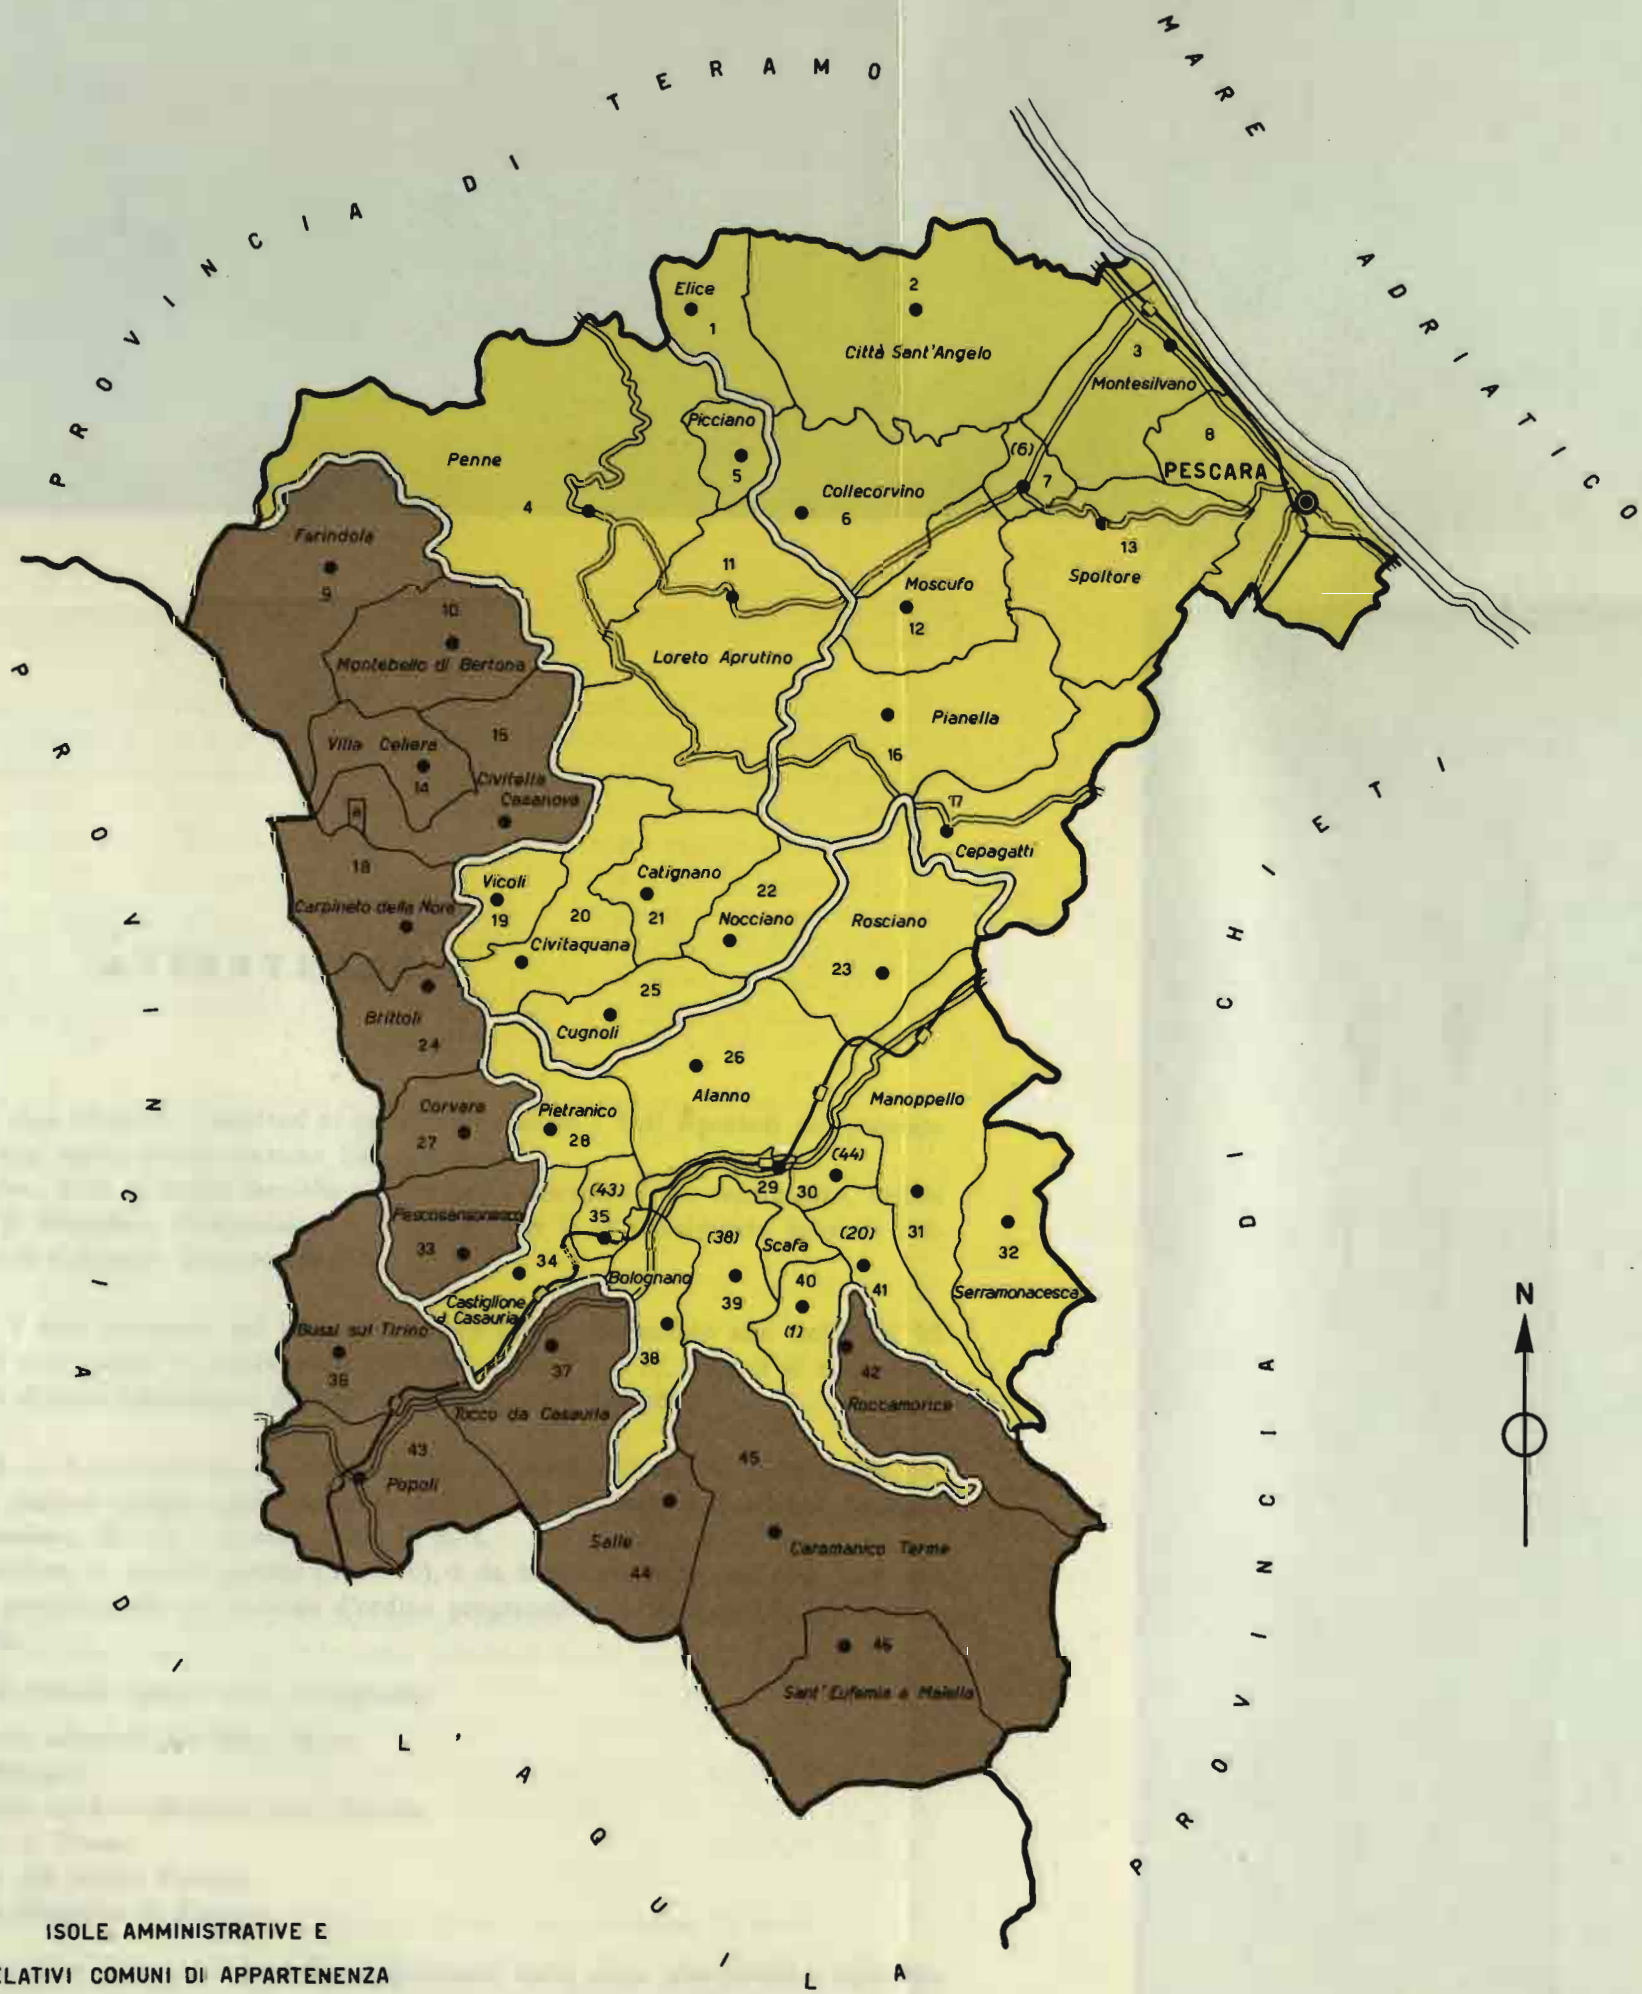 PROVINCIA DI TERAMO
MARE ADRIATICO
Elice
1
2
Città Sant'Angelo
3
Montesilvano
Picciano
5
Penne
4
(6)
7
8
PESCARA
Collecorvino
6
Farindola
9
10
Montebello di Bertona
11
Loreto Aprutino
Moscufo
12
13
Spoltore
Pianella
16
Villa Celiera
14
15
Civitella
Casanova
17
Cepagatti
18
Carpineto della Nora
Vicoli
19
20
Civitaquana
Catignano
21
22
Nocciano
Rosciano
23
Brittoli
24
25
Cugnoli
26
Alanno
Manoppello
Corvara
27
Pietranico
28
(43)
35
29
30
(44)
Pescosansonesco
33
34
Castiglione
a Casauria
Bolognano
38
(38)
39
Scafa
40
(1)
(20)
41
31
32
Serramonacesca
Bussi sul Tirino
36
37
Tocco da Casauria
42
Roccamorice
43
Popoli
Salle
44
45
Caramanico Terme
46
Sant'Eufemia a Maiella
N
PROVINCIA DI L'AQUILA
PROVINCIA DI CHIETI
ISOLE AMMINISTRATIVE E
ELATIVI COMUNI DI APPARTENENZA